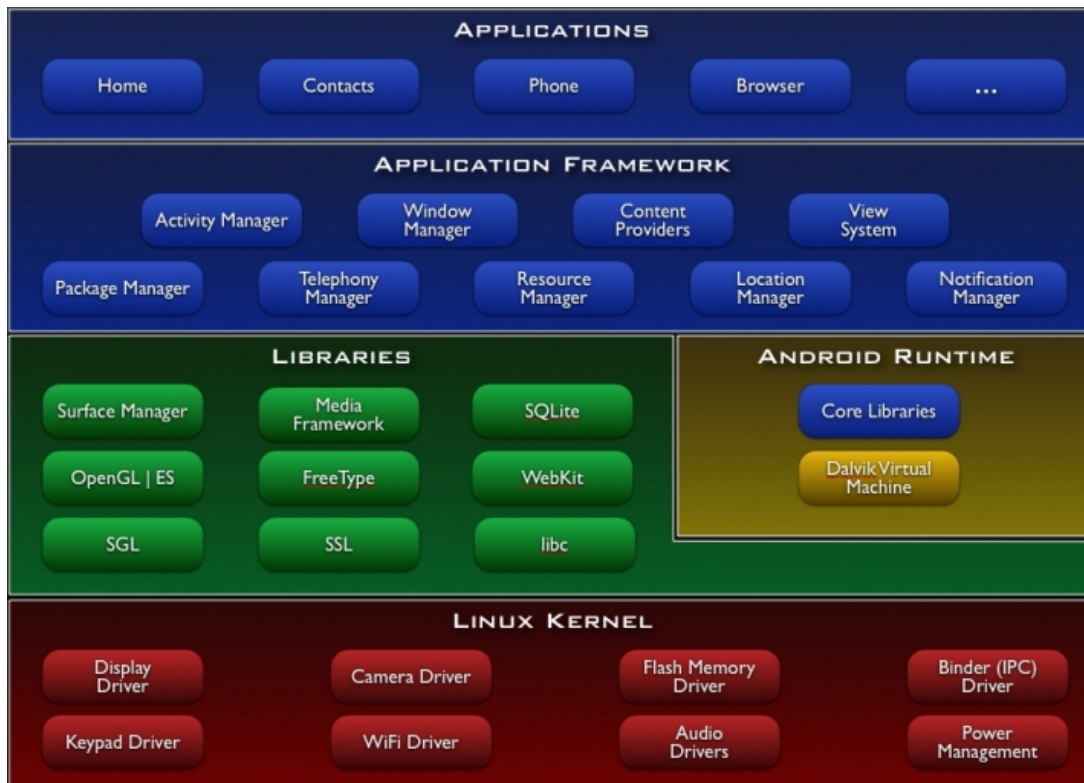 APPLICATIONS
Home
Contacts
Phone
Browser
...
APPLICATION FRAMEWORK
Activity Manager
Window
Manager
Content
Providers
View
System
Package Manager
Telephony
Manager
Resource
Manager
Location
Manager
Notification
Manager
LIBRARIES
Surface Manager
Media
Framework
SQLite
OpenGL | ES
FreeType
WebKit
SGL
SSL
libc
ANDROID RUNTIME
Core Libraries
Dalvik Virtual
Machine
LINUX KERNEL
Display
Driver
Camera Driver
Flash Memory
Driver
Binder (IPC)
Driver
Keypad Driver
WiFi Driver
Audio
Drivers
Power
Management